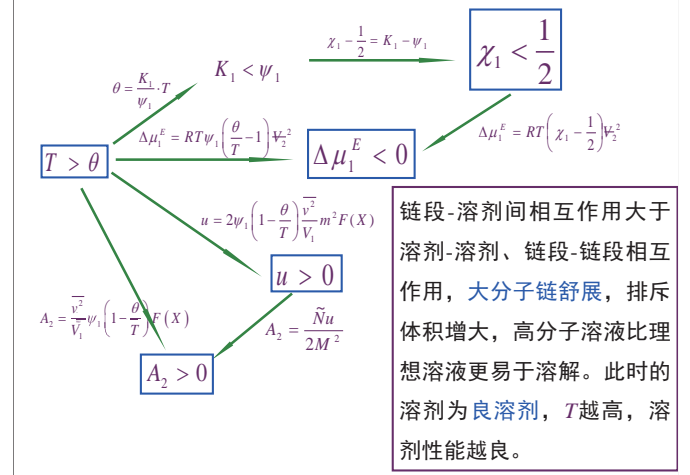 χ₁ − 1/2 = K₁ − ψ₁
χ₁ < 1/2
K₁ < ψ₁
θ = K₁/ψ₁ · T
Δμ₁ᴱ = RTψ₁(θ/T − 1)V₂²
Δμ₁ᴱ < 0
Δμ₁ᴱ = RT(χ₁ − 1/2)V₂²
T > θ
u = 2ψ₁(1 − θ/T) v̅²/V₁ m²F(X)
u > 0
A₂ = v̅²/Ṽ₁ ψ₁(1 − θ/T)F(X)
A₂ = Ñu/2M²
A₂ > 0
链段-溶剂间相互作用大于
溶剂-溶剂、链段-链段相互
作用，大分子链舒展，排斥
体积增大，高分子溶液比理
想溶液更易于溶解。此时的
溶剂为良溶剂，T越高，溶
剂性能越良。